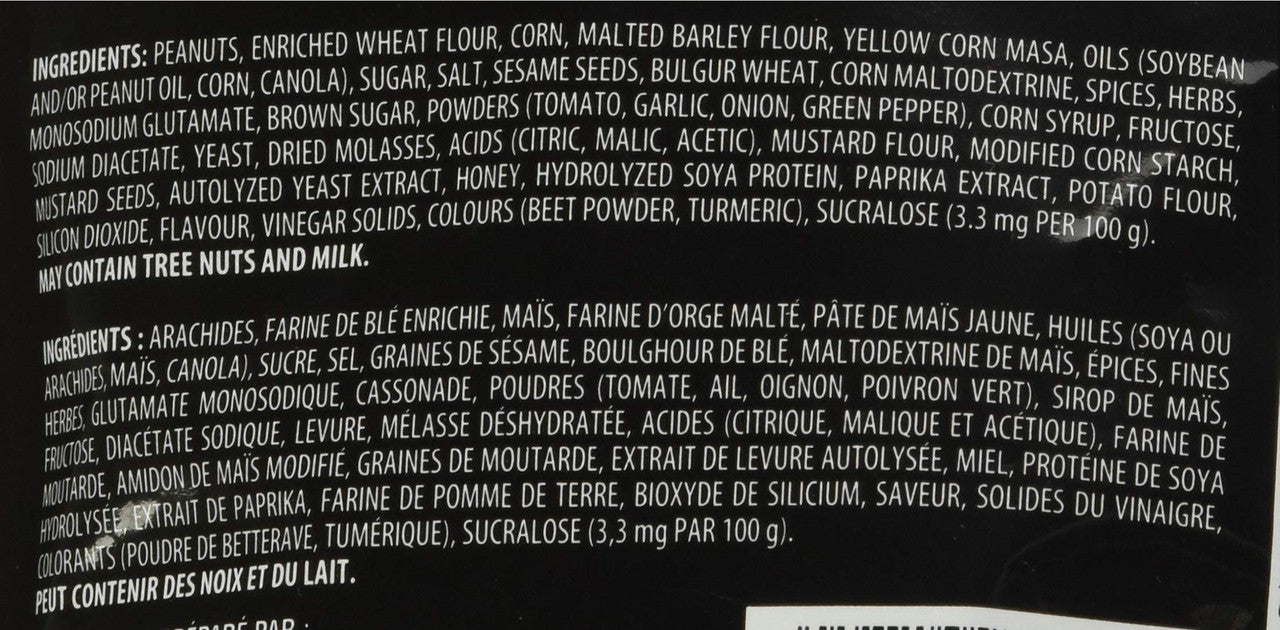 INGREDIENTS: PEANUTS, ENRICHED WHEAT FLOUR, CORN, MALTED BARLEY FLOUR, YELLOW CORN MASA, OILS (SOYBEAN
AND/OR PEANUT OIL, CORN, CANOLA), SUGAR, SALT, SESAME SEEDS, BULGUR WHEAT, CORN MALTODEXTRINE, SPICES, HERBS,
MONOSODIUM GLUTAMATE, BROWN SUGAR, POWDERS (TOMATO, GARLIC, ONION, GREEN PEPPER), CORN SYRUP, FRUCTOSE,
SODIUM DIACETATE, YEAST, DRIED MOLASSES, ACIDS (CITRIC, MALIC, ACETIC), MUSTARD FLOUR, MODIFIED CORN STARCH,
MUSTARD SEEDS, AUTOLYZED YEAST EXTRACT, HONEY, HYDROLYZED SOYA PROTEIN, PAPRIKA EXTRACT, POTATO FLOUR,
SILICON DIOXIDE, FLAVOUR, VINEGAR SOLIDS, COLOURS (BEET POWDER, TURMERIC), SUCRALOSE (3.3 mg PER 100 g).
MAY CONTAIN TREE NUTS AND MILK.
INGRÉDIENTS : ARACHIDES, FARINE DE BLÉ ENRICHIE, MAÏS, FARINE D'ORGE MALTÉ, PÂTE DE MAÏS JAUNE, HUILES (SOYA OU
ARACHIDES, MAÏS, CANOLA), SUCRE, SEL, GRAINES DE SÉSAME, BOULGHOUR DE BLÉ, MALTODEXTRINE DE MAÏS, ÉPICES, FINES
HERBES, GLUTAMATE MONOSODIQUE, CASSONADE, POUDRES (TOMATE, AIL, OIGNON, POIVRON VERT), SIROP DE MAÏS,
FRUCTOSE, DIACÉTATE SODIQUE, LEVURE, MÉLASSE DÉSHYDRATÉE, ACIDES (CITRIQUE, MALIQUE ET ACÉTIQUE), FARINE DE
MOUTARDE, AMIDON DE MAÏS MODIFIÉ, GRAINES DE MOUTARDE, EXTRAIT DE LEVURE AUTOLYSÉE, MIEL, PROTÉINE DE SOYA
HYDROLYSÉE, EXTRAIT DE PAPRIKA, FARINE DE POMME DE TERRE, BIOXYDE DE SILICIUM, SAVEUR, SOLIDES DU VINAIGRE,
COLORANTS (POUDRE DE BETTERAVE, TUMÉRIQUE), SUCRALOSE (3,3 mg PAR 100 g).
PEUT CONTENIR DES NOIX ET DU LAIT.
PAR :